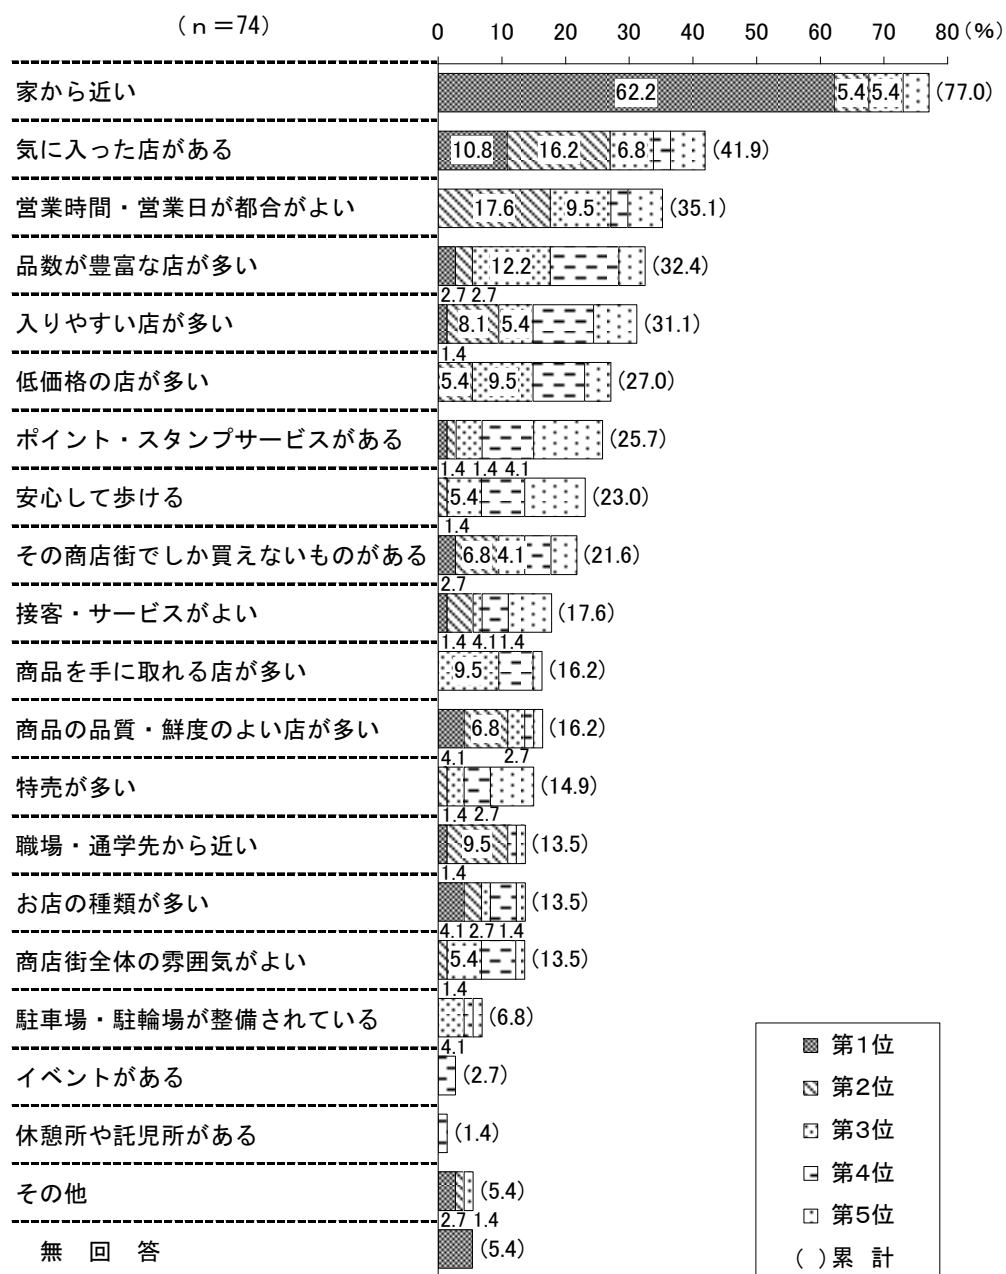 (ｎ＝74)
0 10 20 30 40 50 60 70 80(%)
家から近い 62.2 5.4 5.4 (77.0)
気に入った店がある 10.8 16.2 6.8 (41.9)
営業時間・営業日が都合がよい 17.6 9.5 (35.1)
品数が豊富な店が多い 12.2 (32.4)
2.7 2.7
入りやすい店が多い 8.1 5.4 (31.1)
1.4
低価格の店が多い 5.4 9.5 (27.0)
ポイント・スタンプサービスがある (25.7)
1.4 1.4 4.1
安心して歩ける 5.4 (23.0)
1.4
その商店街でしか買えないものがある 6.8 4.1 (21.6)
2.7
接客・サービスがよい (17.6)
1.4 4.1 1.4
商品を手に取れる店が多い 9.5 (16.2)
商品の品質・鮮度のよい店が多い 6.8 (16.2)
4.1 2.7
特売が多い (14.9)
1.4 2.7
職場・通学先から近い 9.5 (13.5)
1.4
お店の種類が多い (13.5)
4.1 2.7 1.4
商店街全体の雰囲気がよい 5.4 (13.5)
1.4
駐車場・駐輪場が整備されている (6.8)
4.1
イベントがある (2.7)
休憩所や託児所がある (1.4)
その他 (5.4)
2.7 1.4
無 回 答 (5.4)
第１位
第２位
第３位
第４位
第５位
( )累 計